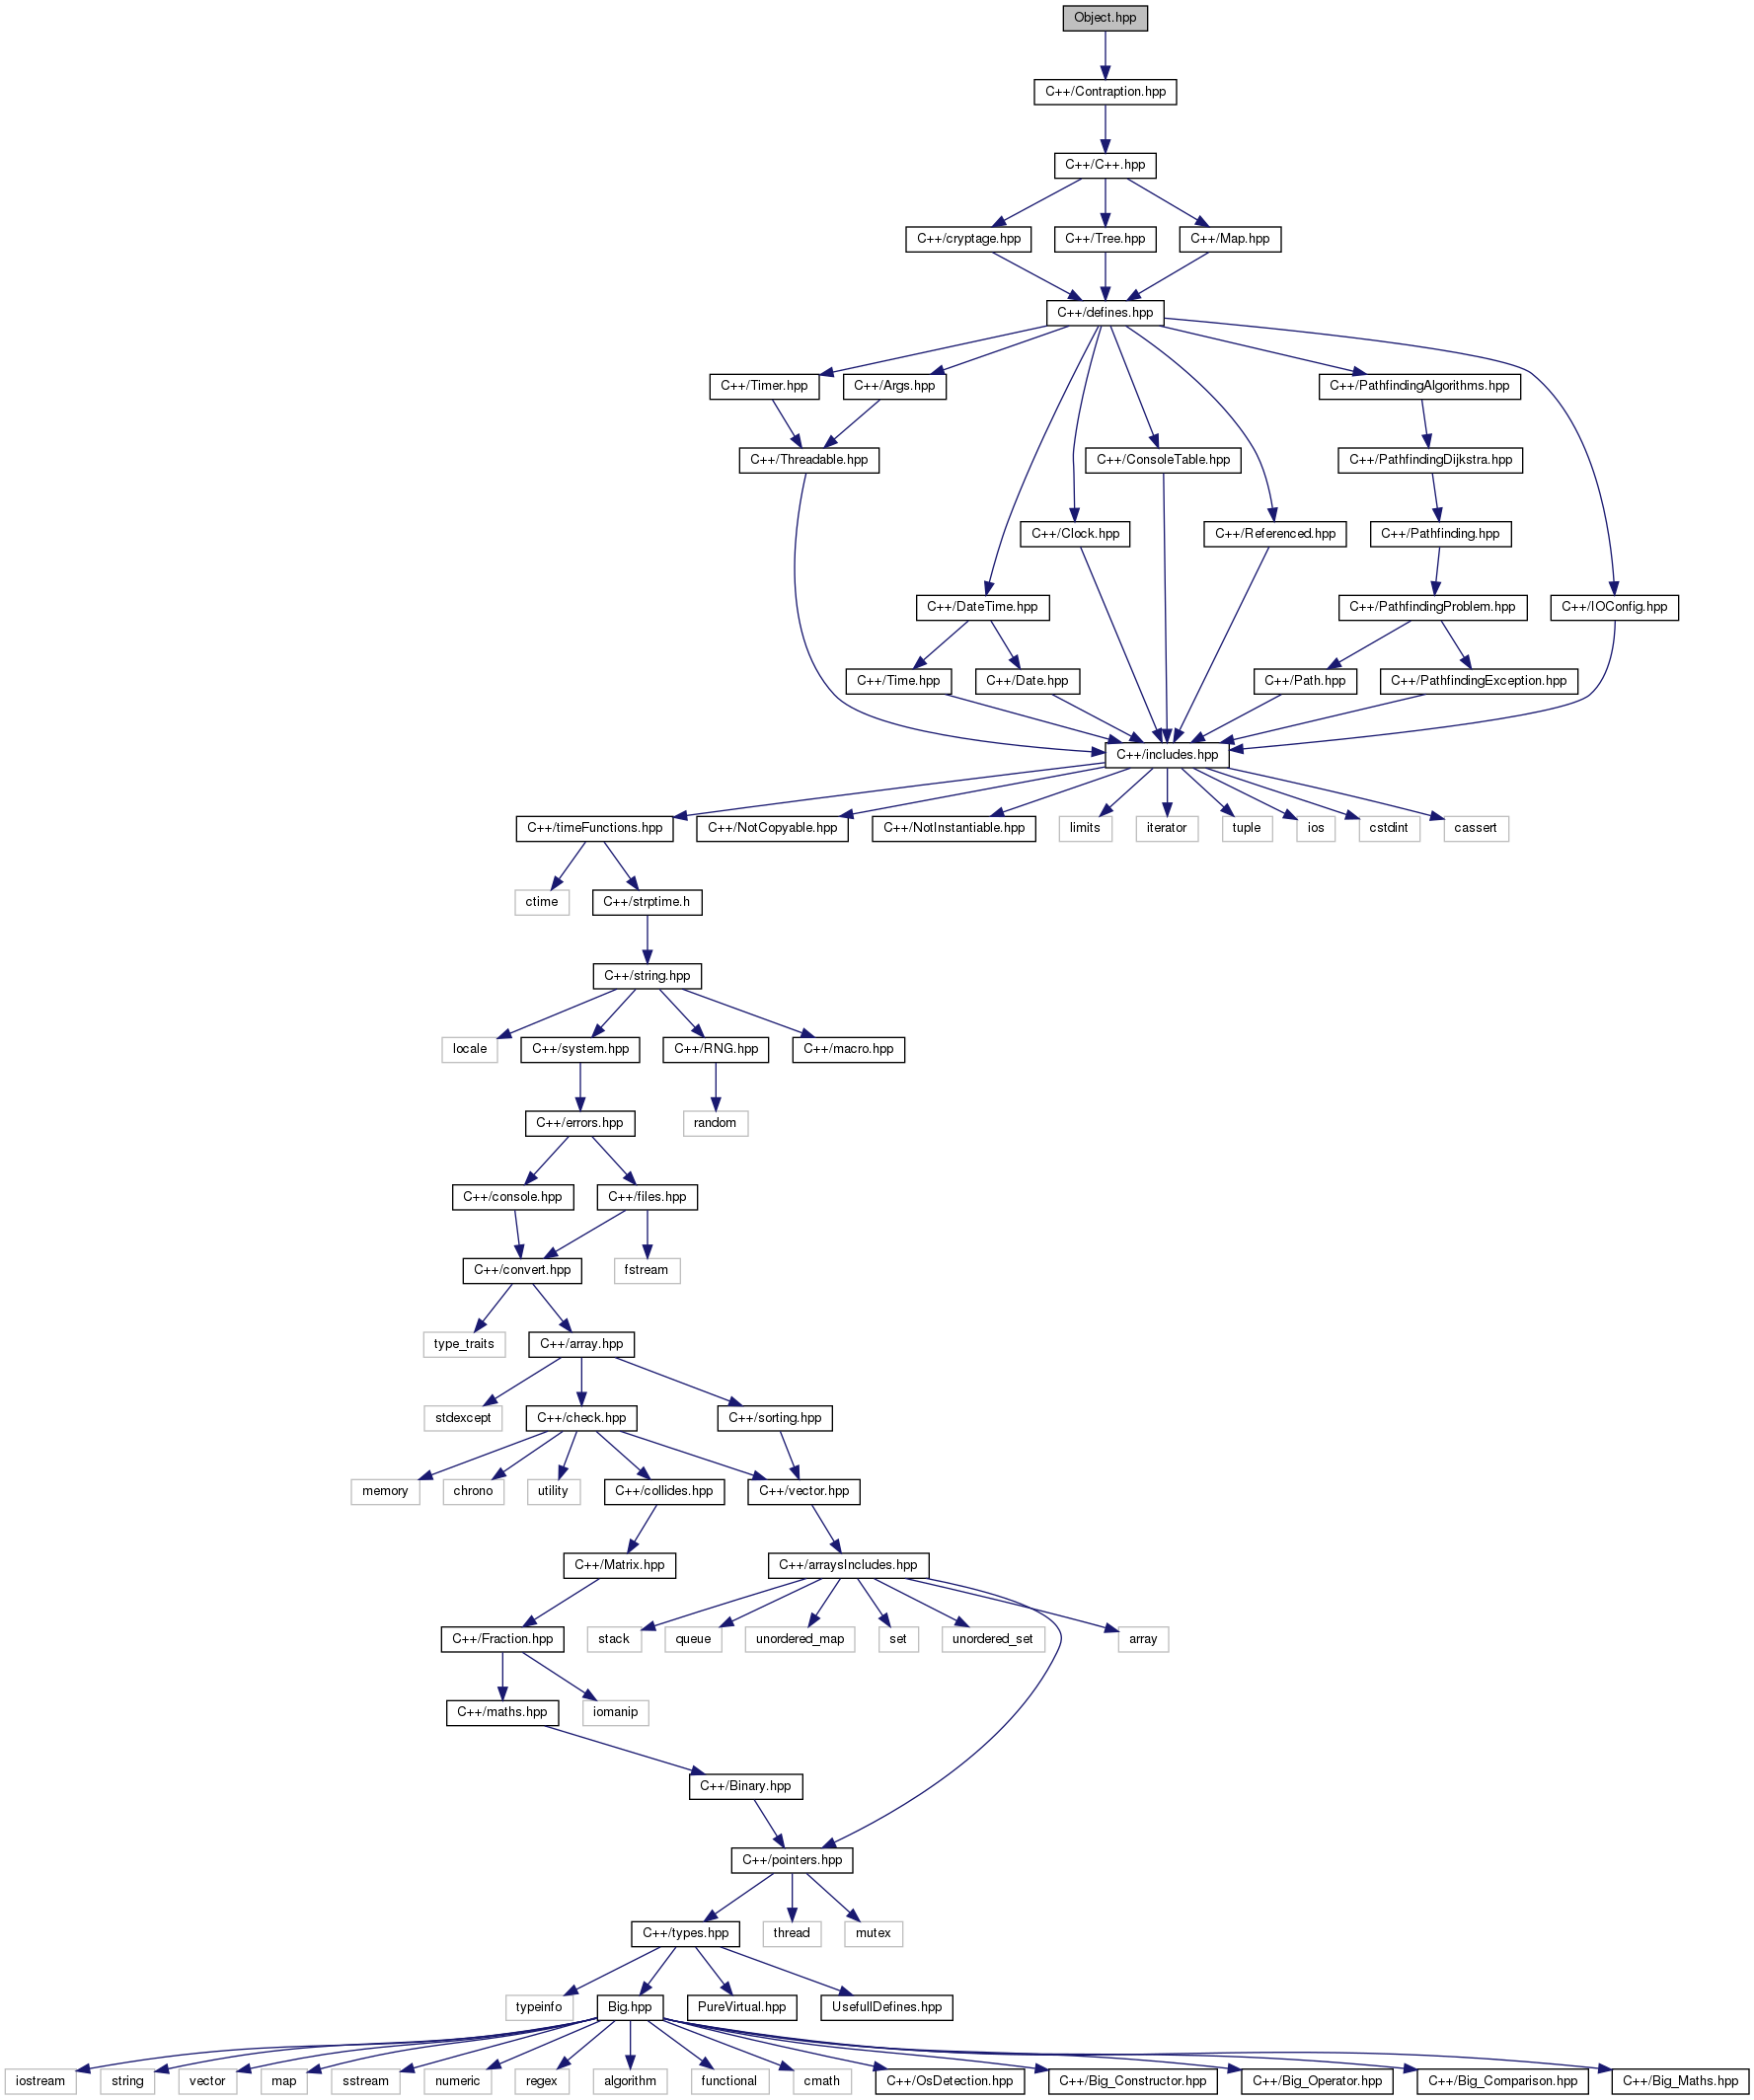 Object.hpp
C++/Contraption.hpp
C++/C++.hpp
C++/cryptage.hpp
C++/Tree.hpp
C++/Map.hpp
C++/defines.hpp
C++/Timer.hpp
C++/Args.hpp
C++/PathfindingAlgorithms.hpp
C++/Threadable.hpp
C++/ConsoleTable.hpp
C++/PathfindingDijkstra.hpp
C++/Clock.hpp
C++/Referenced.hpp
C++/Pathfinding.hpp
C++/DateTime.hpp
C++/PathfindingProblem.hpp
C++/IOConfig.hpp
C++/Time.hpp
C++/Date.hpp
C++/Path.hpp
C++/PathfindingException.hpp
C++/includes.hpp
C++/timeFunctions.hpp
C++/NotCopyable.hpp
C++/NotInstantiable.hpp
limits
iterator
tuple
ios
cstdint
cassert
ctime
C++/strptime.h
C++/string.hpp
locale
C++/system.hpp
C++/RNG.hpp
C++/macro.hpp
C++/errors.hpp
random
C++/console.hpp
C++/files.hpp
C++/convert.hpp
fstream
type_traits
C++/array.hpp
stdexcept
C++/check.hpp
C++/sorting.hpp
memory
chrono
utility
C++/collides.hpp
C++/vector.hpp
C++/Matrix.hpp
C++/arraysIncludes.hpp
C++/Fraction.hpp
stack
queue
unordered_map
set
unordered_set
array
C++/maths.hpp
iomanip
C++/Binary.hpp
C++/pointers.hpp
C++/types.hpp
thread
mutex
typeinfo
Big.hpp
PureVirtual.hpp
UsefullDefines.hpp
iostream
string
vector
map
sstream
numeric
regex
algorithm
functional
cmath
C++/OsDetection.hpp
C++/Big_Constructor.hpp
C++/Big_Operator.hpp
C++/Big_Comparison.hpp
C++/Big_Maths.hpp